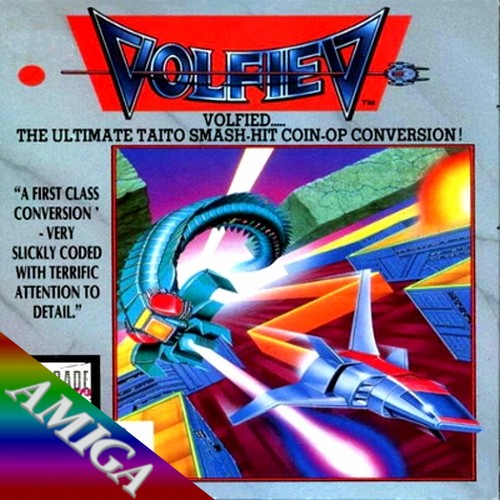 VOLFIED
TM
VOLFIED.....
THE ULTIMATE TAITO SMASH-HIT COIN-OP CONVERSION!
"A FIRST CLASS
CONVERSION"
- VERY
SLICKLY CODED
WITH TERRIFIC
ATTENTION TO
DETAIL."
AMIGA